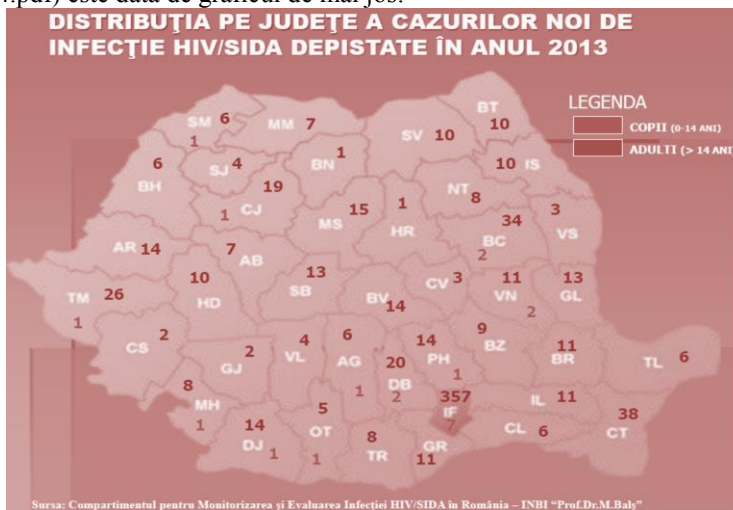 4.pdf) este data de graficul de mai jos:
DISTRIBUŢIA PE JUDEŢE A CAZURILOR NOI DE
INFECŢIE HIV/SIDA DEPISTATE ÎN ANUL 2013
LEGENDA
COPII (0-14 ANI)
ADULTI (> 14 ANI)
SM 6
1
MM 7
SV 10
BT
10
6
BH
SJ 4
BN 1
10 IS
19
1 CJ
MS 15
1
HR
NT
8
34
BC
2
3
VS
AR 14
7
AB
10
HD
13
SB
BV
14
CV 3
11
VN
2
13
GL
TM 26
1
CS 2
2
GJ
4
VL
6
AG
1
20
DB
2
14
PH
1
9
BZ
11
BR
TL 6
8
MH
1
14
DJ 1
5
OT
1
8
TR
357
IF
7
GR
11
IL 11
CL 6
38
CT
Sursa: Compartimentul pentru Monitorizarea şi Evaluarea Infecţiei HIV/SIDA în România – INBI “Prof.Dr.M.Balş”